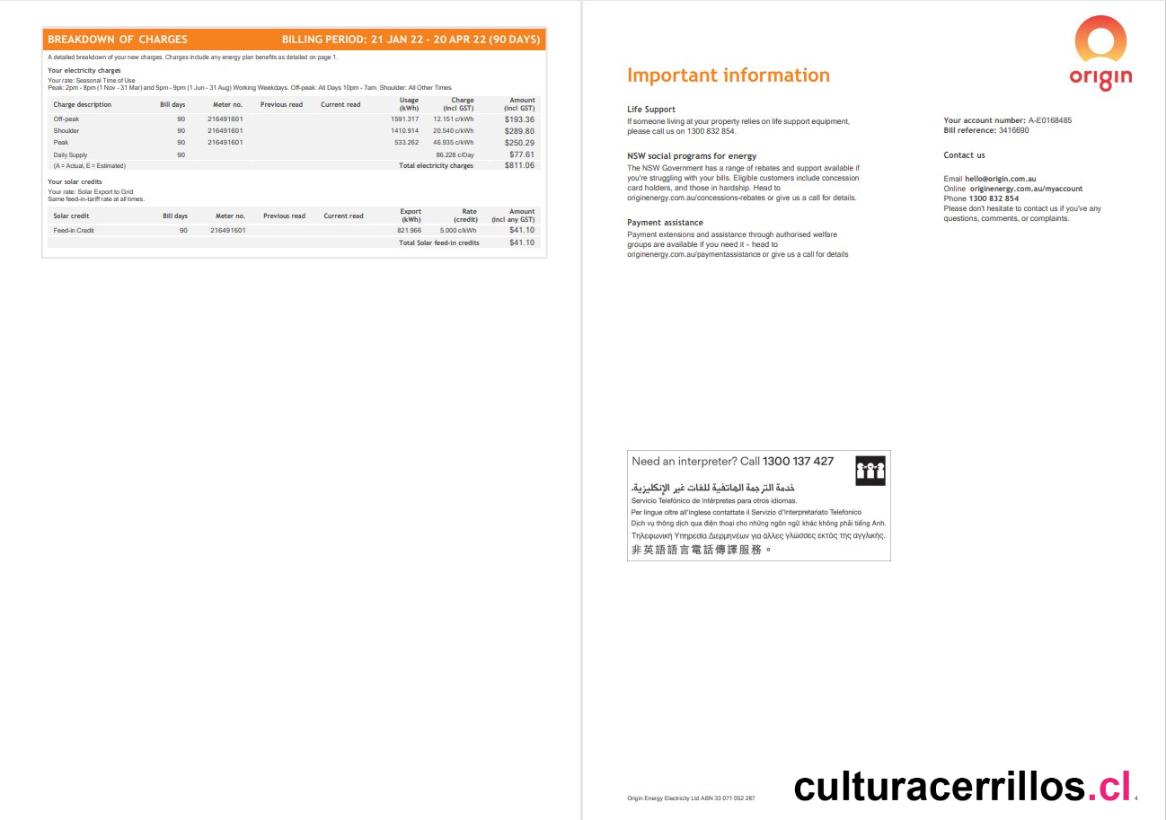 BREAKDOWN OF CHARGES BILLING PERIOD: 21 JAN 22 - 20 APR 22 (90 DAYS)
A detailed breakdown of your new charges. Charges include any energy plan benefits as detailed on page 1.
Your electricity charges
Your rate: Seasonal Time of Use
Peak: 2pm - 8pm (1 Nov - 31 Mar) and 5pm - 9pm (1 Jun - 31 Aug) Working Weekdays. Off-peak: All Days 10pm - 7am. Shoulder: All Other Times
Charge description Bill days Meter no. Previous read Current read Usage (kWh) Charge (incl GST) Amount (incl GST)
Off-peak 90 216491601 1591.317 12.151 c/kWh $193.36
Shoulder 90 216491601 1410.914 20.540 c/kWh $289.80
Peak 90 216491601 533.262 46.935 c/kWh $250.29
Daily Supply 90 86.228 c/Day $77.61
(A = Actual, E = Estimated) Total electricity charges $811.06
Your solar credits
Your rate: Solar Export to Grid
Same feed-in-tariff rate at all times.
Solar credit Bill days Meter no. Previous read Current read Export (kWh) Rate (credit) Amount (incl any GST)
Feed-in Credit 90 216491601 821.966 5.000 c/kWh $41.10
Total Solar feed-in credits $41.10
origin
Important information
Life Support
If someone living at your property relies on life support equipment,
please call us on 1300 832 854.
NSW social programs for energy
The NSW Government has a range of rebates and support available if
you're struggling with your bills. Eligible customers include concession
card holders, and those in hardship. Head to
originenergy.com.au/concessions-rebates or give us a call for details.
Payment assistance
Payment extensions and assistance through authorised welfare
groups are available if you need it - head to
originenergy.com.au/paymentassistance or give us a call for details
Your account number: A-E0168485
Bill reference: 3416690
Contact us
Email hello@origin.com.au
Online originenergy.com.au/myaccount
Phone 1300 832 854
Please don't hesitate to contact us if you've any
questions, comments, or complaints.
Need an interpreter? Call 1300 137 427
خدمة الترجمة الهاتفية للغات غير الإنكليزية.
Servicio Telefónico de Intérpretes para otros idiomas.
Per lingue oltre all'inglese contattate il Servizio d'Interpretariato Telefonico
Dịch vụ thông dịch qua điện thoại cho những ngôn ngữ khác không phải tiếng Anh.
Τηλεφωνική Υπηρεσία Διερμηνέων για άλλες γλώσσες εκτός της αγγλικής.
非英語語言電話傳譯服務。
Origin Energy Electricity Ltd ABN 33 071 052 287
culturacerrillos.cl
4